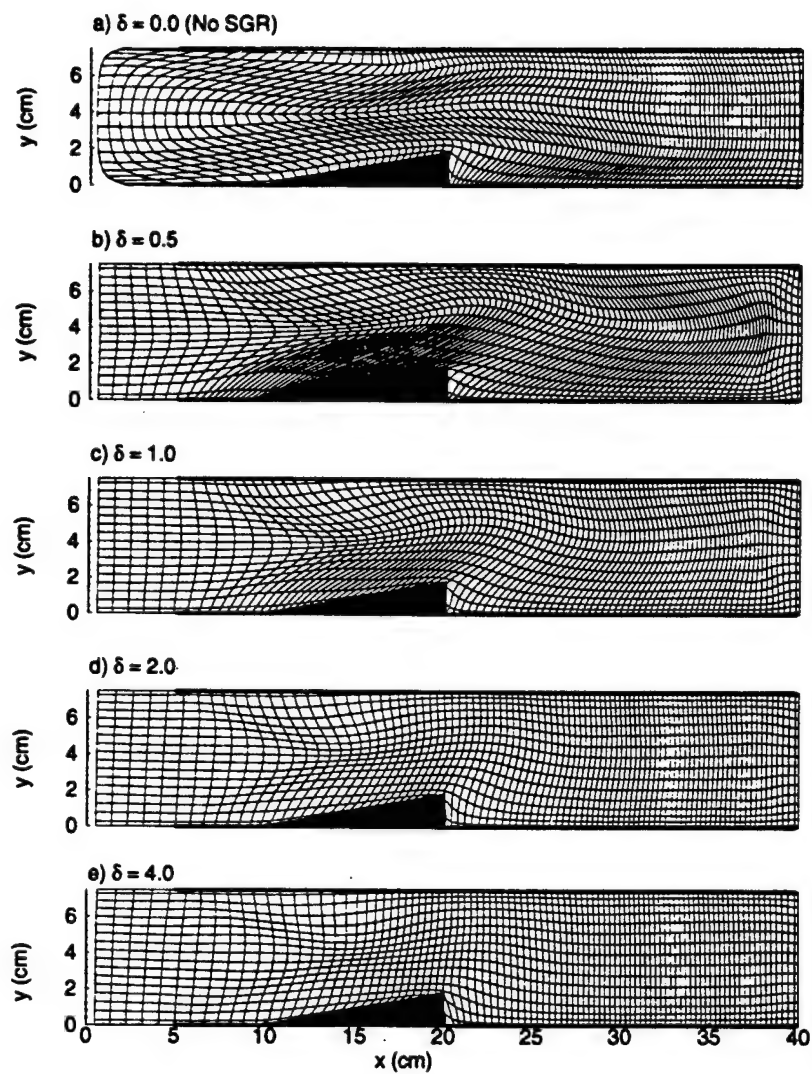 a) δ = 0.0 (No SGR)
y (cm)
6
4
2
0
b) δ = 0.5
y (cm)
6
4
2
0
c) δ = 1.0
y (cm)
6
4
2
0
d) δ = 2.0
y (cm)
6
4
2
0
e) δ = 4.0
y (cm)
6
4
2
0
0 5 10 15 20 25 30 35 40
x (cm)